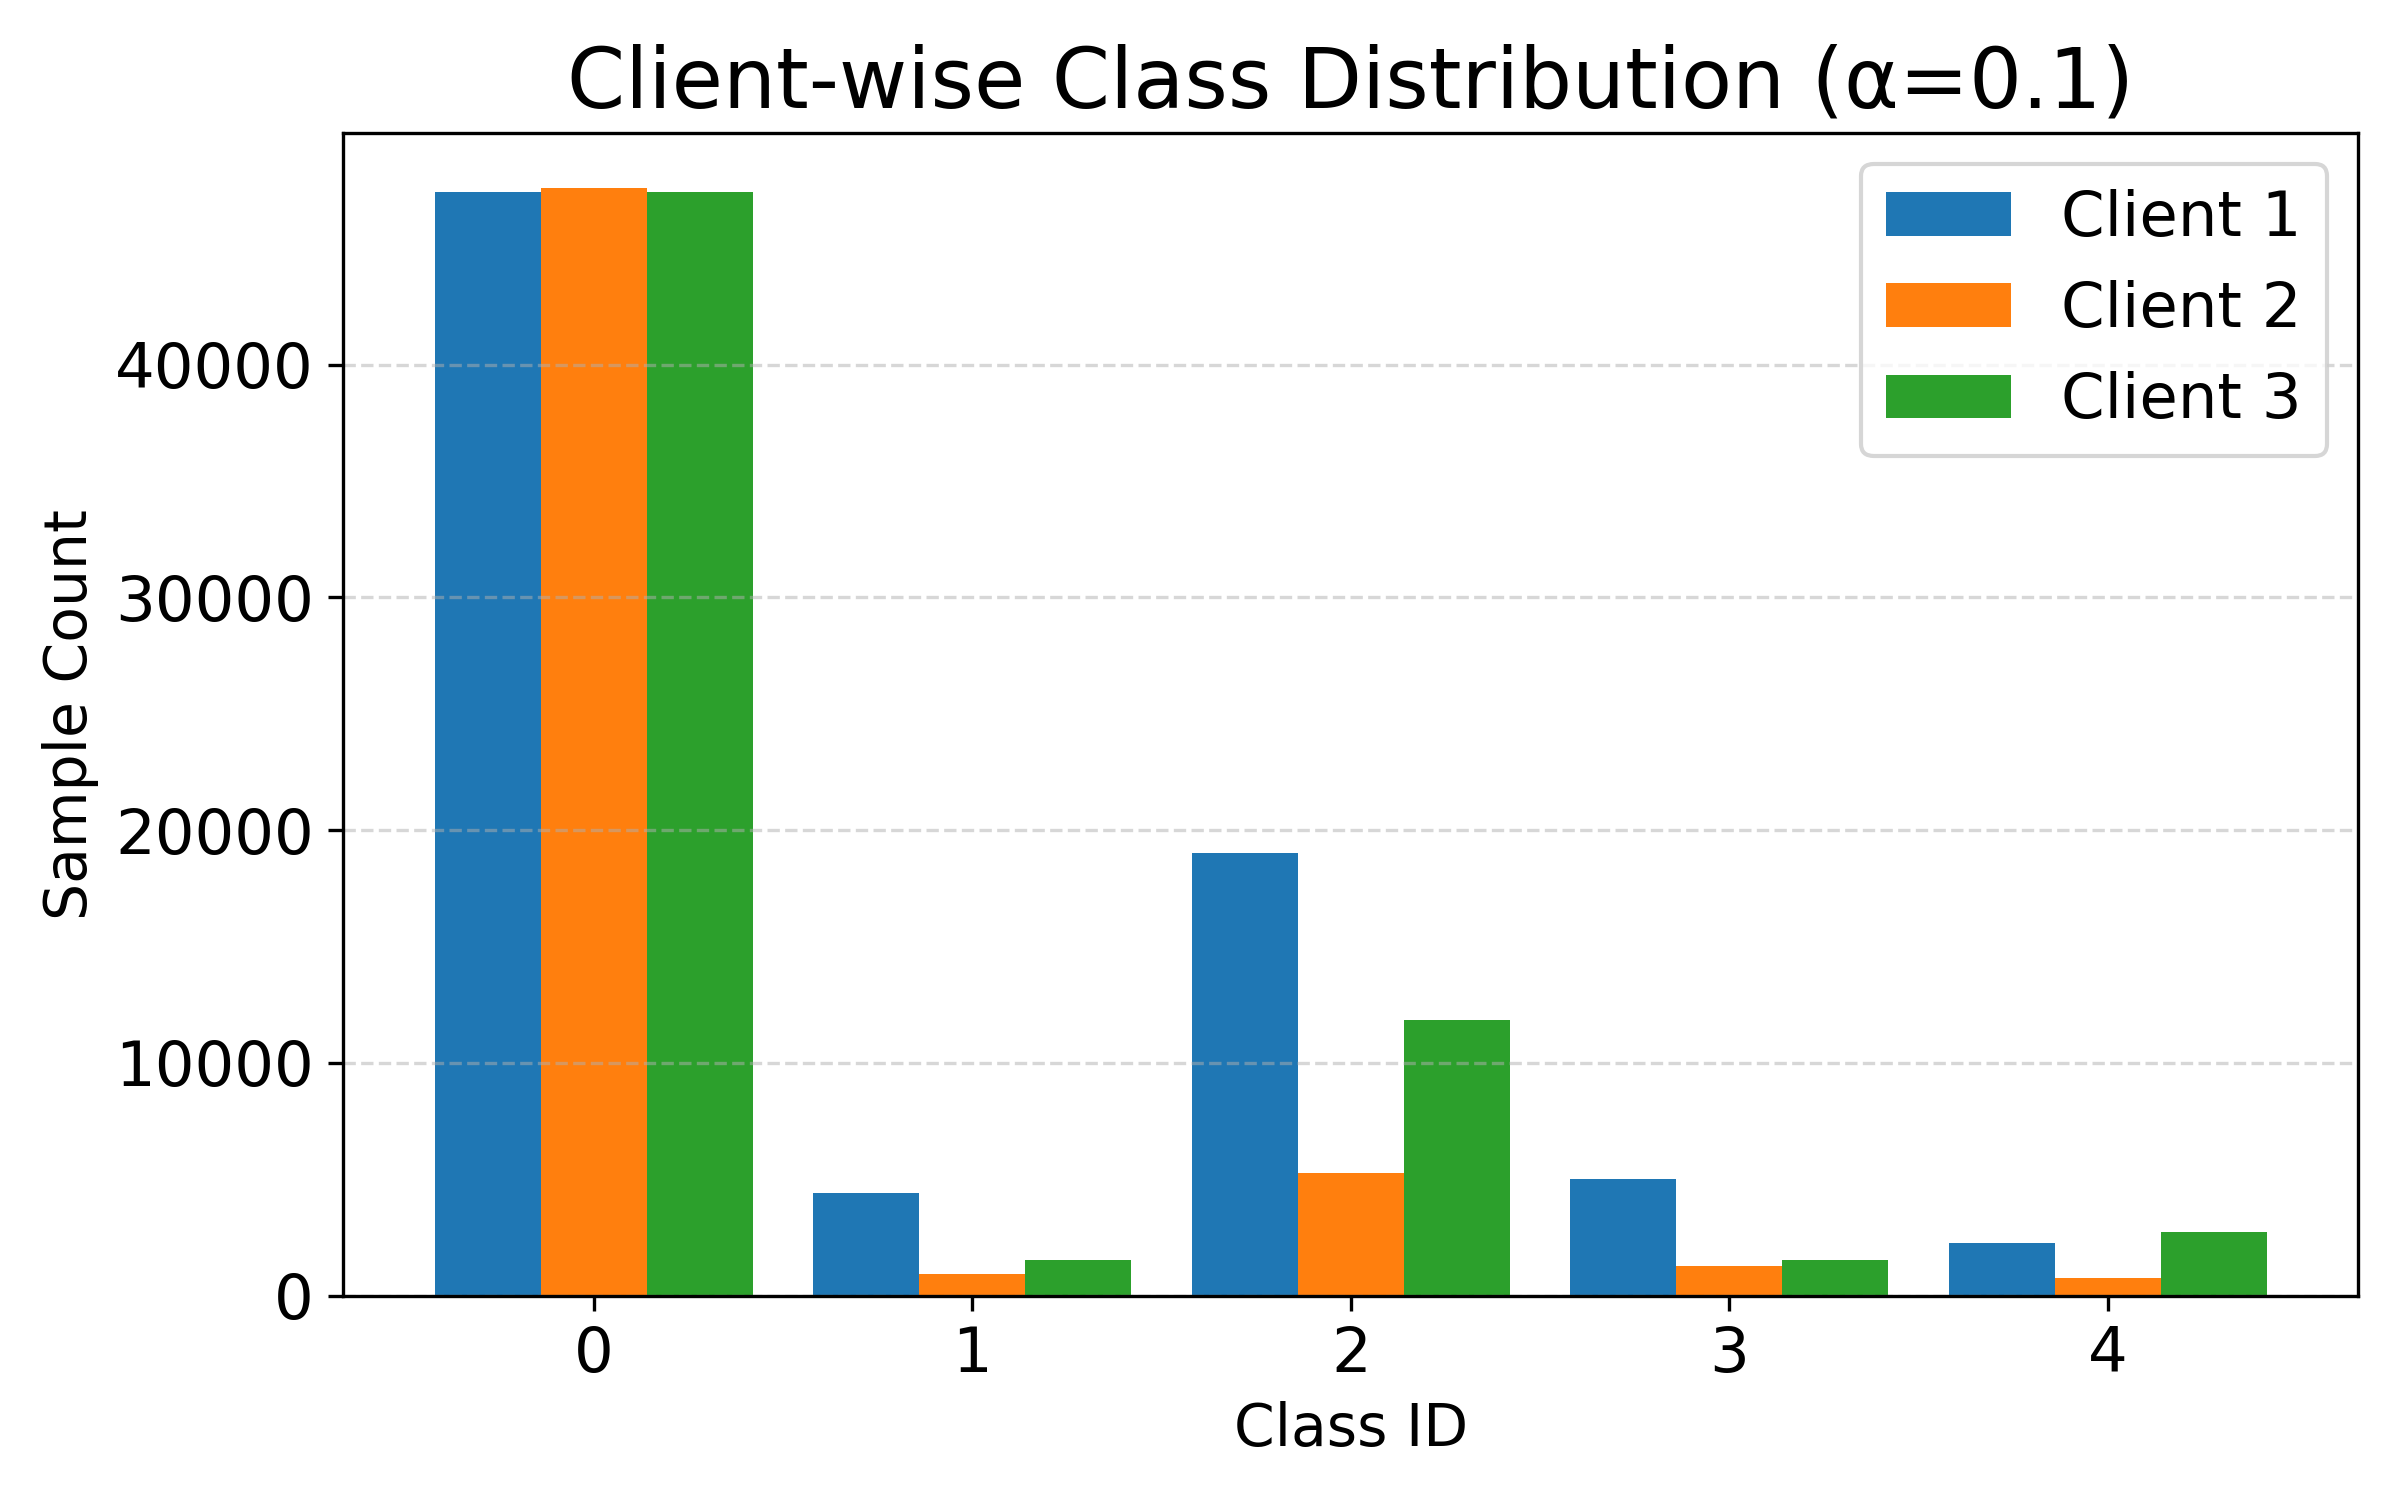 Client-wise Class Distribution (α=0.1)
Client 1
Client 2
Client 3
Sample Count
40000
30000
20000
10000
0
0 1 2 3 4
Class ID